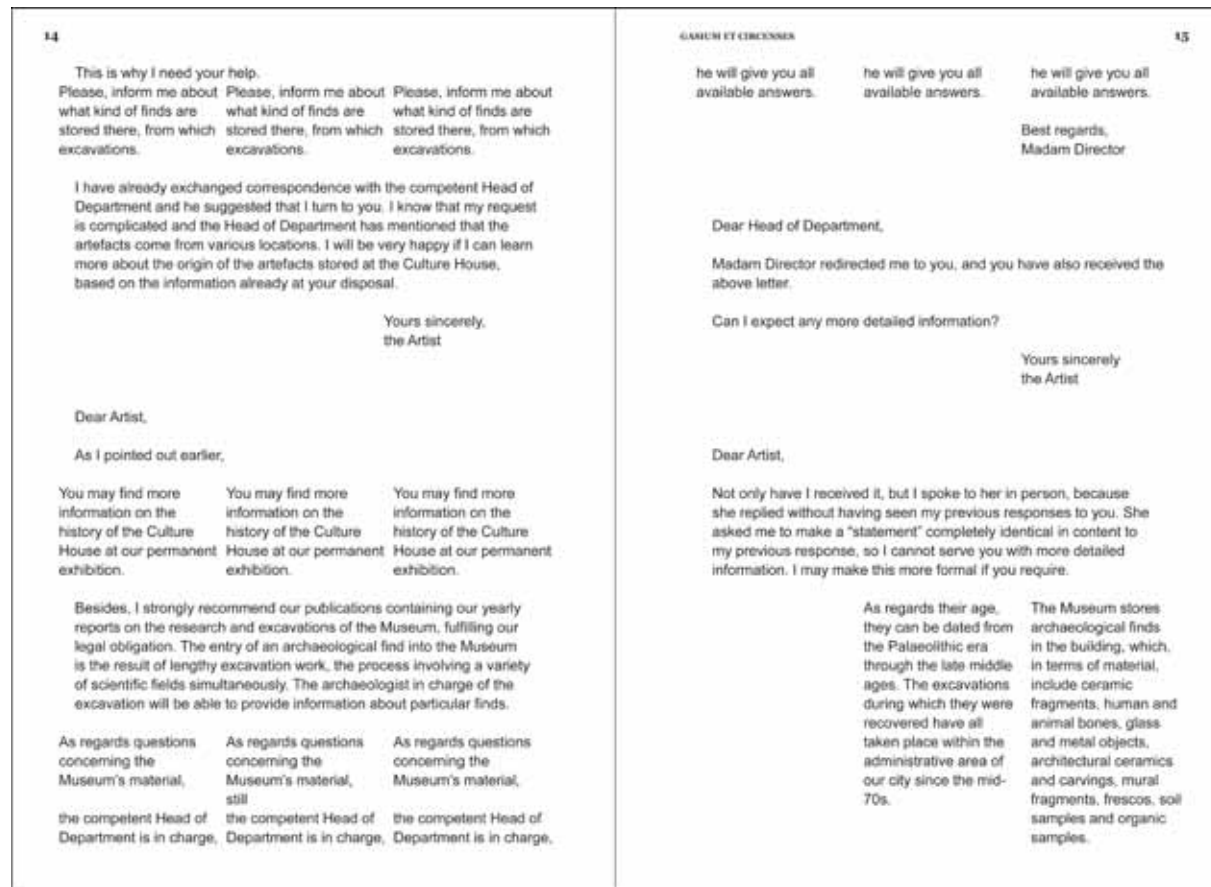 14
This is why I need your help.
Please, inform me about Please, inform me about Please, inform me about
what kind of finds are what kind of finds are what kind of finds are
stored there, from which stored there, from which stored there, from which
excavations. excavations. excavations.
I have already exchanged correspondence with the competent Head of
Department and he suggested that I turn to you. I know that my request
is complicated and the Head of Department has mentioned that the
artefacts come from various locations. I will be very happy if I can learn
more about the origin of the artefacts stored at the Culture House,
based on the information already at your disposal.
Yours sincerely,
the Artist
Dear Artist,
As I pointed out earlier,
You may find more You may find more You may find more
information on the information on the information on the
history of the Culture history of the Culture history of the Culture
House at our permanent House at our permanent House at our permanent
exhibition. exhibition. exhibition.
Besides, I strongly recommend our publications containing our yearly
reports on the research and excavations of the Museum, fulfilling our
legal obligation. The entry of an archaeological find into the Museum
is the result of lengthy excavation work, the process involving a variety
of scientific fields simultaneously. The archaeologist in charge of the
excavation will be able to provide information about particular finds.
As regards questions As regards questions As regards questions
concerning the concerning the concerning the
Museum's material, Museum's material, Museum's material,
still
the competent Head of the competent Head of the competent Head of
Department is in charge, Department is in charge, Department is in charge,
GASIUM ET CIRCENSES 15
he will give you all he will give you all he will give you all
available answers. available answers. available answers.
Best regards,
Madam Director
Dear Head of Department,
Madam Director redirected me to you, and you have also received the
above letter.
Can I expect any more detailed information?
Yours sincerely
the Artist
Dear Artist,
Not only have I received it, but I spoke to her in person, because
she replied without having seen my previous responses to you. She
asked me to make a “statement” completely identical in content to
my previous response, so I cannot serve you with more detailed
information. I may make this more formal if you require.
As regards their age,
they can be dated from
the Palaeolithic era
through the late middle
ages. The excavations
during which they were
recovered have all
taken place within the
administrative area of
our city since the mid-
70s.
The Museum stores
archaeological finds
in the building, which,
in terms of material,
include ceramic
fragments, human and
animal bones, glass
and metal objects,
architectural ceramics
and carvings, mural
fragments, frescos, soil
samples and organic
samples.